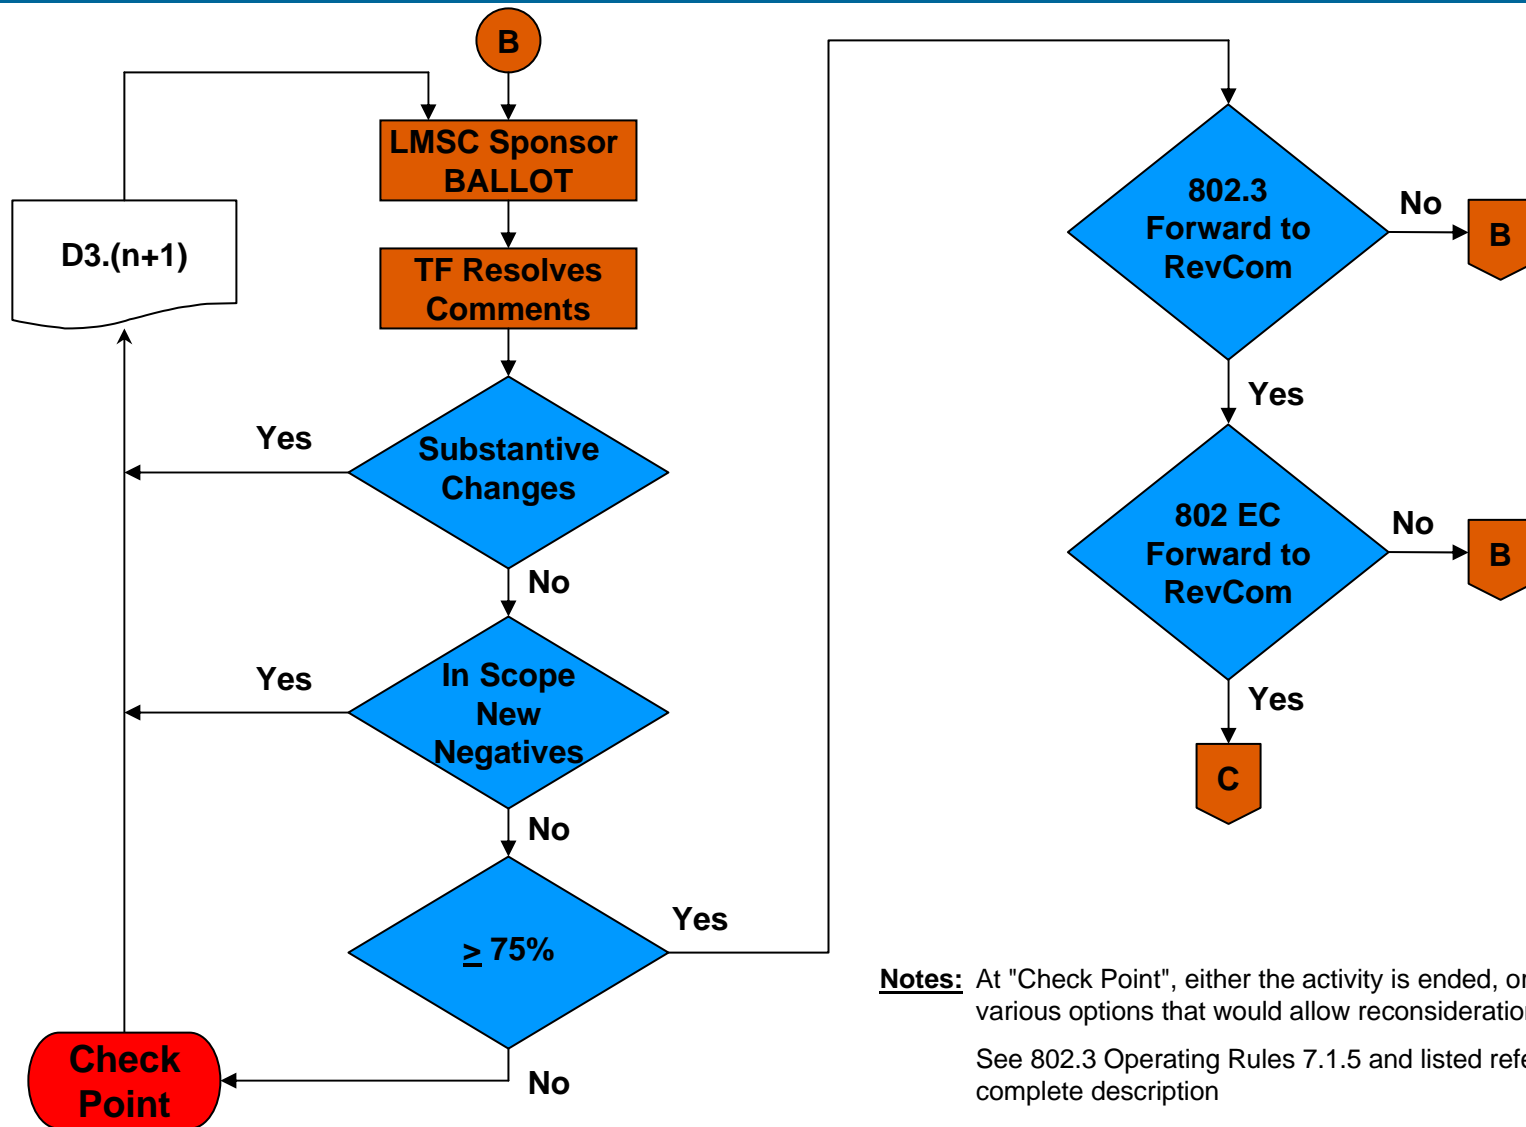 B
LMSC Sponsor
BALLOT
D3.(n+1)
TF Resolves
Comments
Yes
Substantive
Changes
No
Yes
In Scope
New
Negatives
No
≥ 75%
Yes
No
Check
Point
802.3
Forward to
RevCom
No
B
Yes
802 EC
Forward to
RevCom
No
B
Yes
C
Notes: At "Check Point", either the activity is ended, or
various options that would allow reconsideration
See 802.3 Operating Rules 7.1.5 and listed refe
complete description